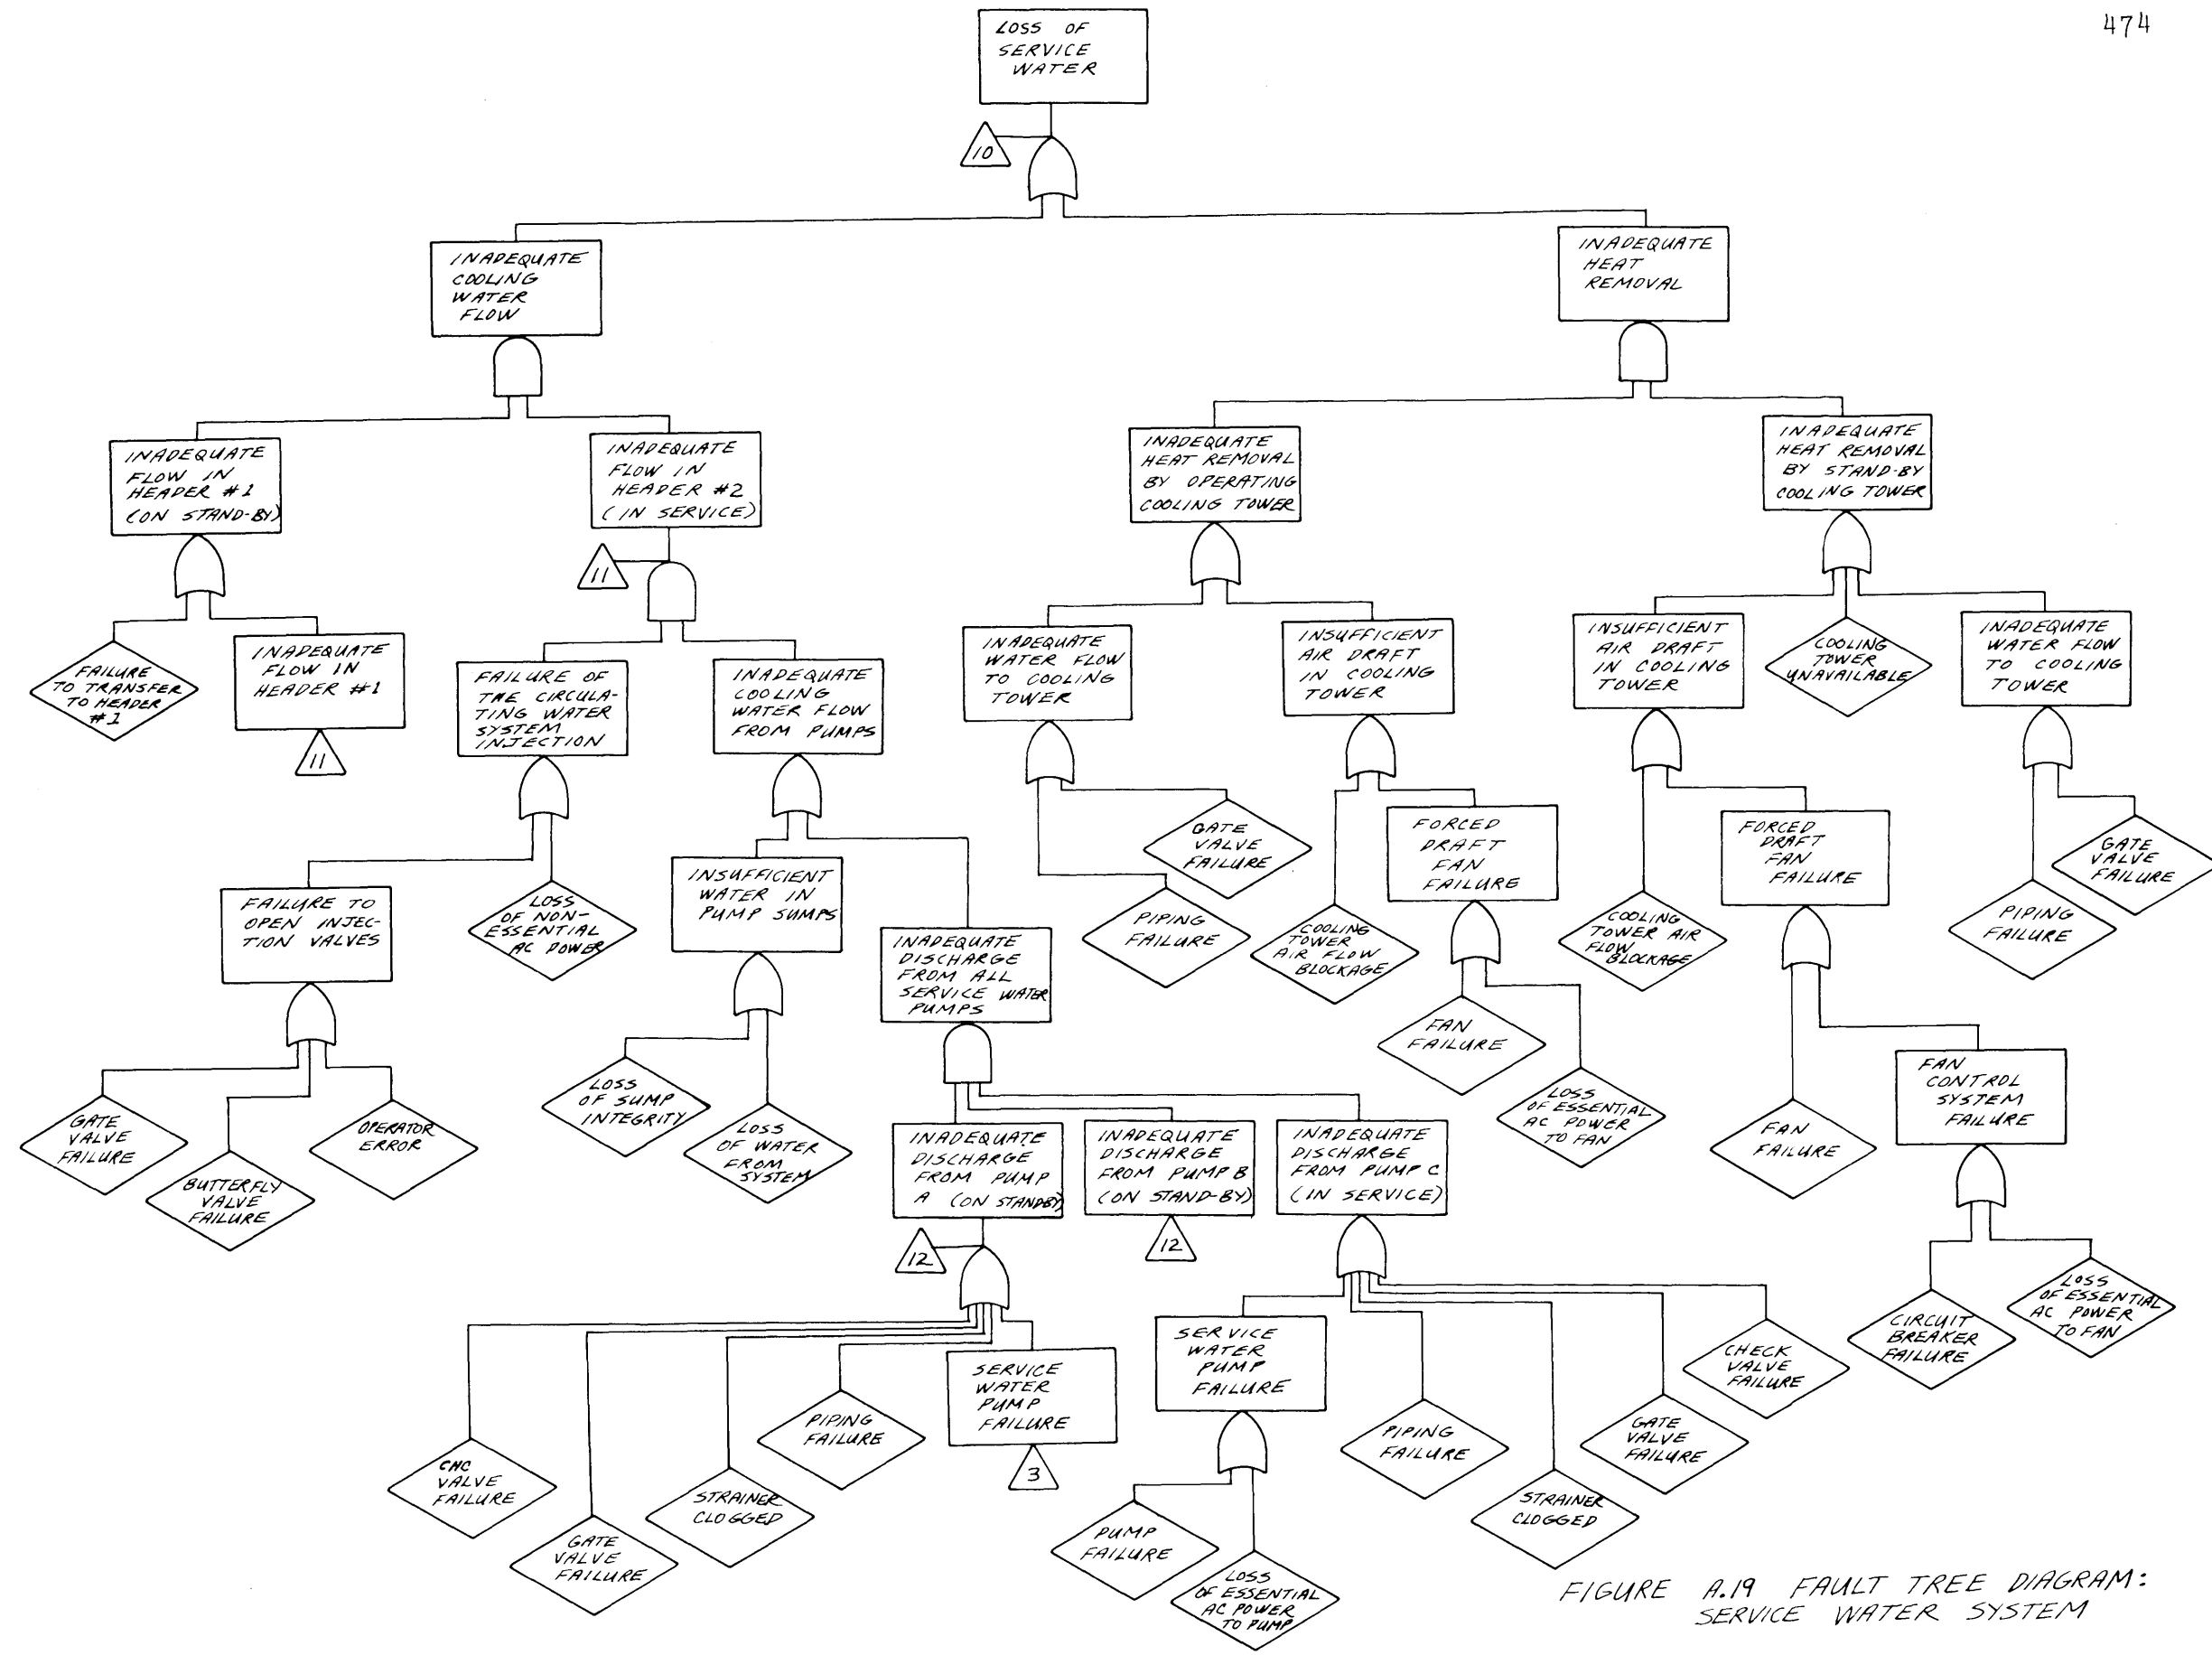 474
LOSS OF
SERVICE
WATER
10
INADEQUATE
COOLING
WATER
FLOW
INADEQUATE
HEAT
REMOVAL
INADEQUATE
FLOW IN
HEADER #1
(ON STAND-BY)
INADEQUATE
FLOW IN
HEADER #2
(IN SERVICE)
11
INADEQUATE
HEAT REMOVAL
BY OPERATING
COOLING TOWER
INADEQUATE
HEAT REMOVAL
BY STAND-BY
COOLING TOWER
FAILURE
TO TRANSFER
TO HEADER
#1
INADEQUATE
FLOW IN
HEADER #1
11
FAILURE OF
THE CIRCULA-
TING WATER
SYSTEM
INJECTION
INADEQUATE
COOLING
WATER FLOW
FROM PUMPS
INADEQUATE
WATER FLOW
TO COOLING
TOWER
INSUFFICIENT
AIR DRAFT
IN COOLING
TOWER
INSUFFICIENT
AIR DRAFT
IN COOLING
TOWER
COOLING
TOWER
UNAVAILABLE
INADEQUATE
WATER FLOW
TO COOLING
TOWER
FAILURE TO
OPEN INJEC-
TION VALVES
LOSS
OF NON-
ESSENTIAL
AC POWER
INSUFFICIENT
WATER IN
PUMP SUMPS
INADEQUATE
DISCHARGE
FROM ALL
SERVICE WATER
PUMPS
GATE
VALVE
FAILURE
PIPING
FAILURE
COOLING
TOWER
AIR FLOW
BLOCKAGE
FORCED
DRAFT
FAN
FAILURE
COOLING
TOWER AIR
FLOW
BLOCKAGE
FORCED
DRAFT
FAN
FAILURE
PIPING
FAILURE
GATE
VALVE
FAILURE
GATE
VALVE
FAILURE
BUTTERFLY
VALVE
FAILURE
OPERATOR
ERROR
LOSS
OF SUMP
INTEGRITY
LOSS
OF WATER
FROM
SYSTEM
FAN
FAILURE
LOSS
OF ESSENTIAL
AC POWER
TO FAN
FAN
FAILURE
FAN
CONTROL
SYSTEM
FAILURE
INADEQUATE
DISCHARGE
FROM PUMP
A (ON STANDBY)
12
INADEQUATE
DISCHARGE
FROM PUMP B
(ON STAND-BY)
12
INADEQUATE
DISCHARGE
FROM PUMP C
(IN SERVICE)
CIRCUIT
BREAKER
FAILURE
LOSS
OF ESSENTIAL
AC POWER
TO FAN
CHC
VALVE
FAILURE
GATE
VALVE
FAILURE
STRAINER
CLOGGED
PIPING
FAILURE
SERVICE
WATER
PUMP
FAILURE
3
SERVICE
WATER
PUMP
FAILURE
PIPING
FAILURE
STRAINER
CLOGGED
GATE
VALVE
FAILURE
CHECK
VALVE
FAILURE
PUMP
FAILURE
LOSS
OF ESSENTIAL
AC POWER
TO PUMP
FIGURE A.19 FAULT TREE DIAGRAM:
SERVICE WATER SYSTEM